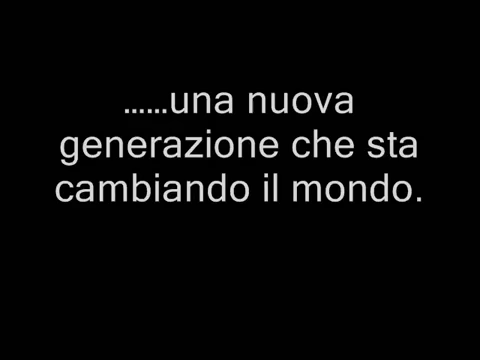 ……una nuova
generazione che sta
cambiando il mondo.